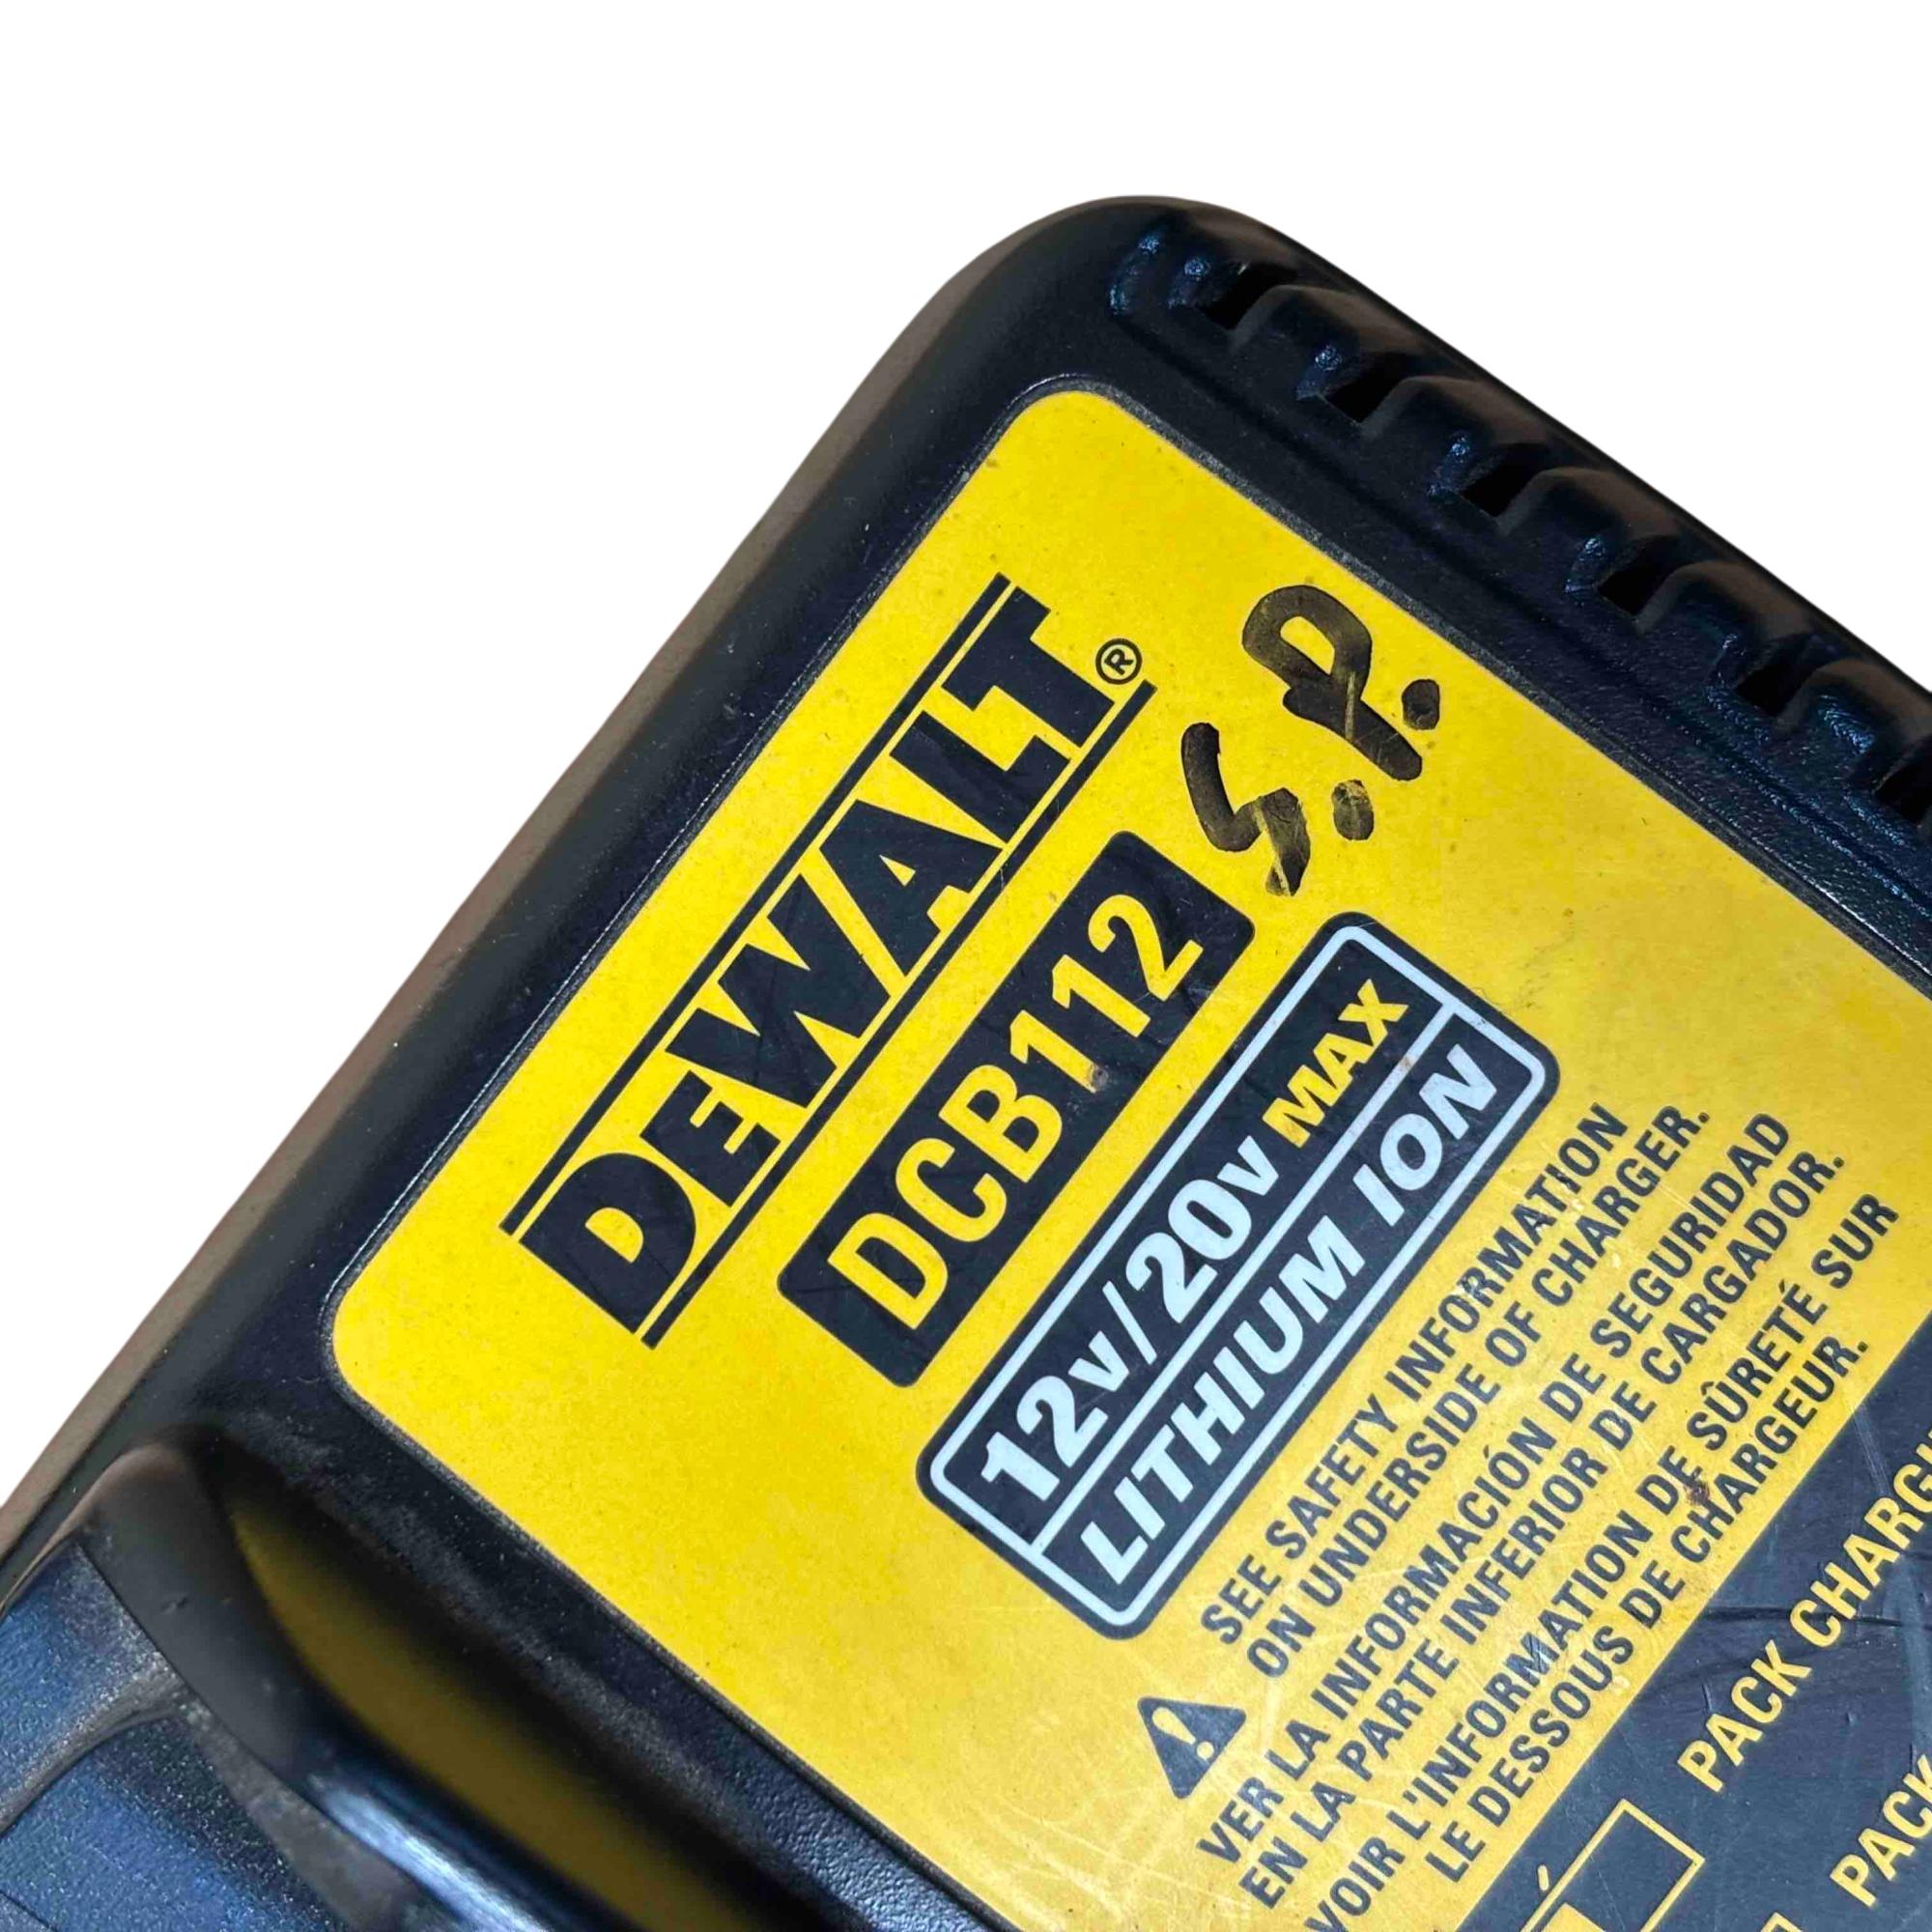 DEWALT®
S.P.
DCB112
12V/20V MAX
LITHIUM ION
SEE SAFETY INFORMATION
ON UNDERSIDE OF CHARGER.
VER LA INFORMACIÓN DE SEGURIDAD
EN LA PARTE INFERIOR DE CARGADOR.
VOIR L'INFORMATION DE SÛRETÉ SUR
LE DESSOUS DE CHARGEUR.
PACK
PACK